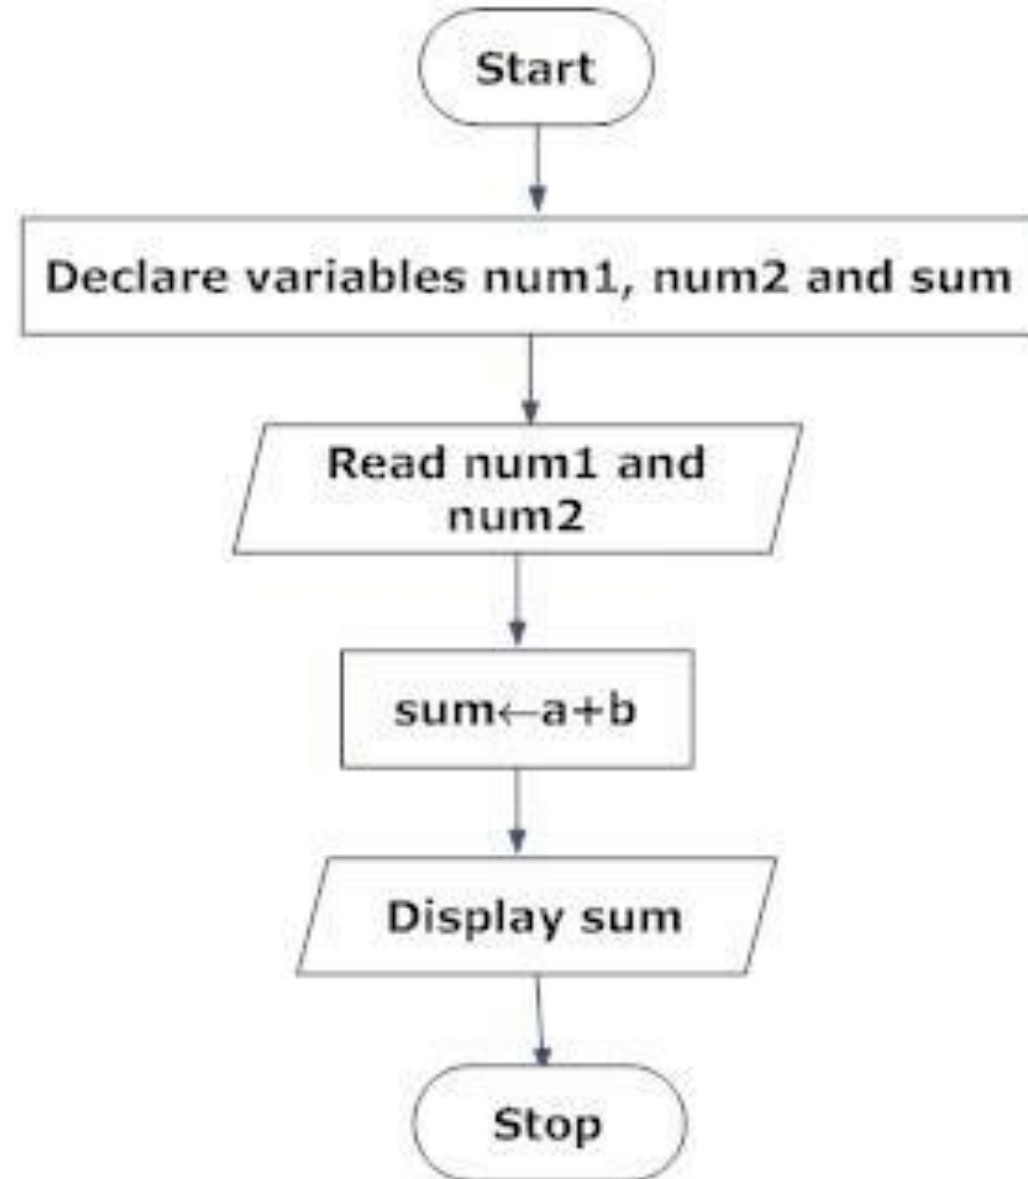 Start
Declare variables num1, num2 and sum
Read num1 and
num2
sum←a+b
Display sum
Stop